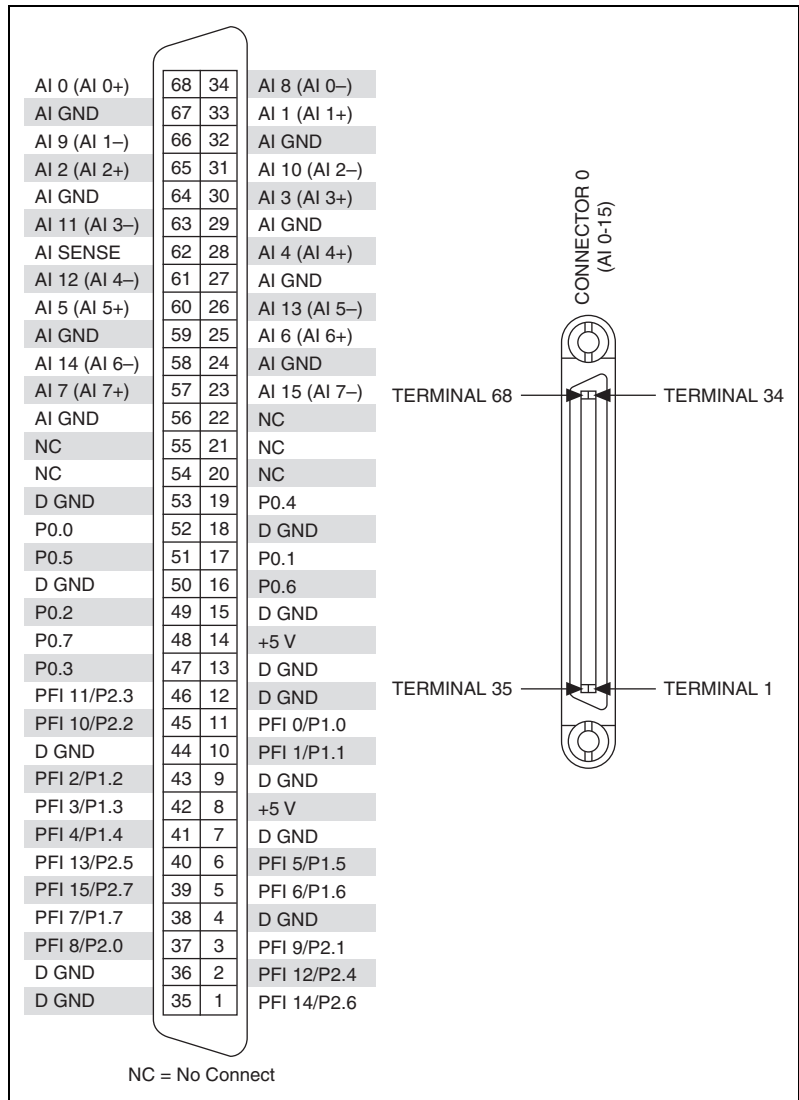 AI 0 (AI 0+) 68 34 AI 8 (AI 0–)
AI GND 67 33 AI 1 (AI 1+)
AI 9 (AI 1–) 66 32 AI GND
AI 2 (AI 2+) 65 31 AI 10 (AI 2–)
AI GND 64 30 AI 3 (AI 3+)
AI 11 (AI 3–) 63 29 AI GND
AI SENSE 62 28 AI 4 (AI 4+)
AI 12 (AI 4–) 61 27 AI GND
AI 5 (AI 5+) 60 26 AI 13 (AI 5–)
AI GND 59 25 AI 6 (AI 6+)
AI 14 (AI 6–) 58 24 AI GND
AI 7 (AI 7+) 57 23 AI 15 (AI 7–)
AI GND 56 22 NC
NC 55 21 NC
NC 54 20 NC
D GND 53 19 P0.4
P0.0 52 18 D GND
P0.5 51 17 P0.1
D GND 50 16 P0.6
P0.2 49 15 D GND
P0.7 48 14 +5 V
P0.3 47 13 D GND
PFI 11/P2.3 46 12 D GND
PFI 10/P2.2 45 11 PFI 0/P1.0
D GND 44 10 PFI 1/P1.1
PFI 2/P1.2 43 9 D GND
PFI 3/P1.3 42 8 +5 V
PFI 4/P1.4 41 7 D GND
PFI 13/P2.5 40 6 PFI 5/P1.5
PFI 15/P2.7 39 5 PFI 6/P1.6
PFI 7/P1.7 38 4 D GND
PFI 8/P2.0 37 3 PFI 9/P2.1
D GND 36 2 PFI 12/P2.4
D GND 35 1 PFI 14/P2.6
NC = No Connect
CONNECTOR 0
(AI 0-15)
TERMINAL 68 TERMINAL 34
TERMINAL 35 TERMINAL 1